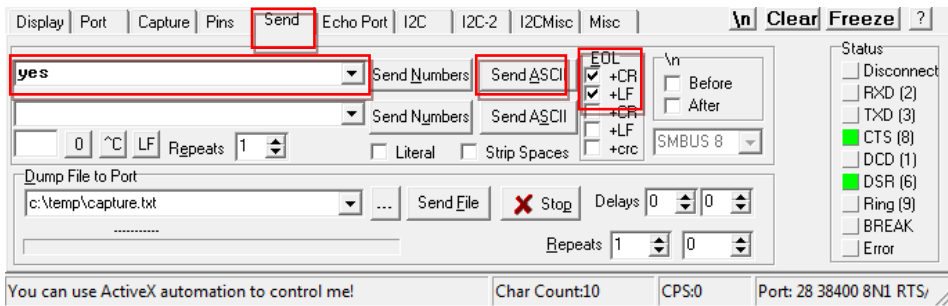 Display Port Capture Pins Send Echo Port I2C I2C-2 I2CMisc Misc \n Clear Freeze ?
EOL \n Status
yes Send Numbers Send ASCII +CR Before Disconnect
+LF After RXD (2)
Send Numbers Send ASCII +CR TXD (3)
+LF SMBUS 8 CTS (8)
0 ^C LF Repeats 1 Literal Strip Spaces +crc DCD (1)
Dump File to Port DSR (6)
c:\temp\capture.txt ... Send File Stop Delays 0 0 Ring (9)
----------- BREAK
Repeats 1 0 Error
You can use ActiveX automation to control me! Char Count:10 CPS:0 Port: 28 38400 8N1 RTS/